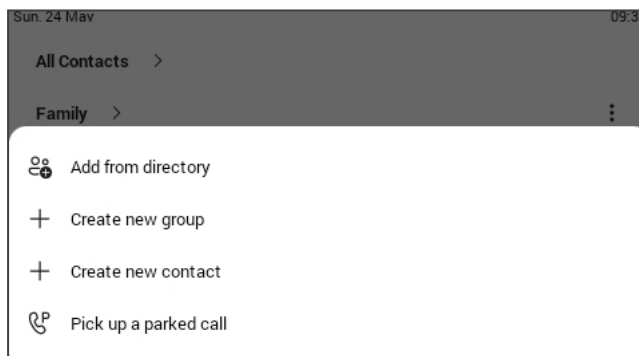 Sun. 24 May 09:3
All Contacts
Family
Add from directory
Create new group
Create new contact
Pick up a parked call